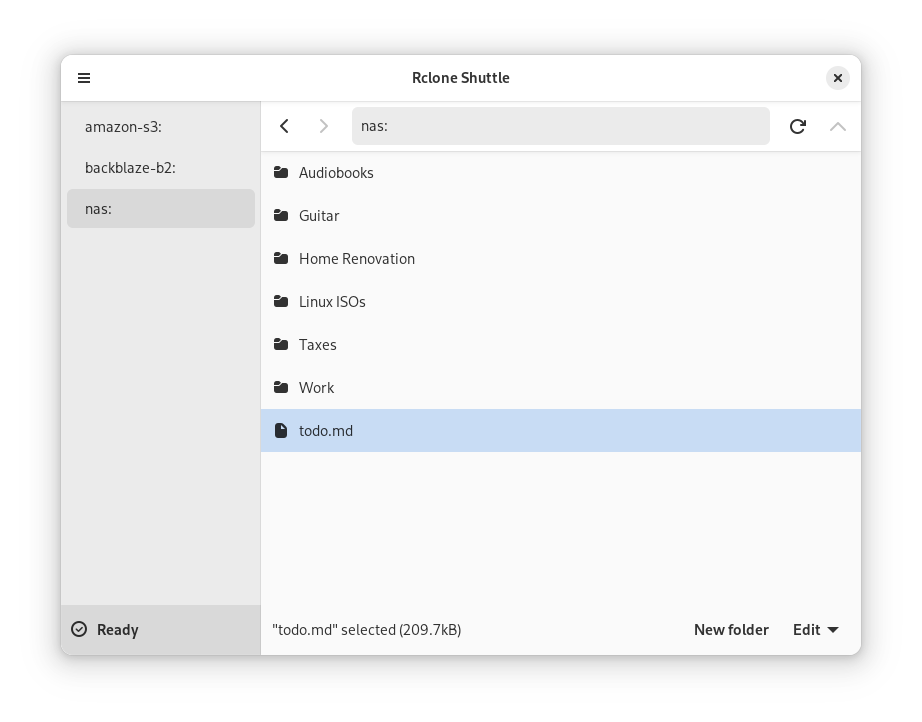 Rclone Shuttle
amazon-s3:
backblaze-b2:
nas:
nas:
Audiobooks
Guitar
Home Renovation
Linux ISOs
Taxes
Work
todo.md
Ready
"todo.md" selected (209.7kB)
New folder
Edit